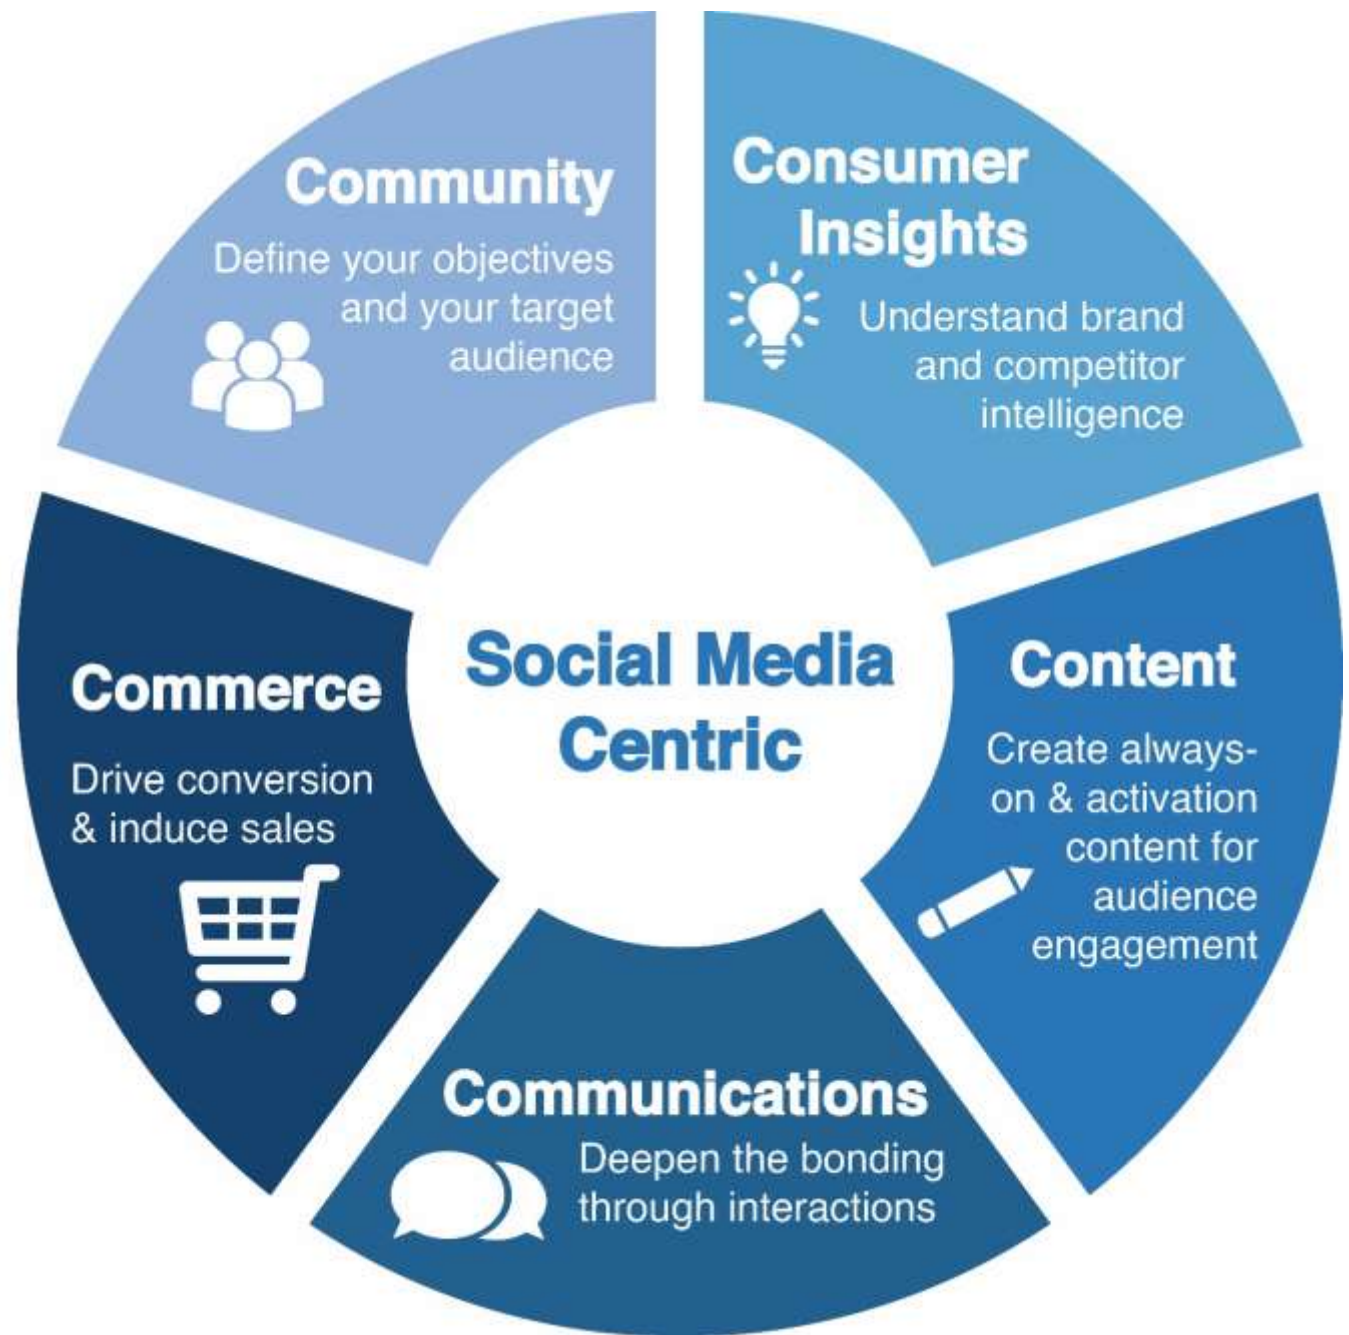 Community
Define your objectives
and your target
audience
Consumer
Insights
Understand brand
and competitor
intelligence
Content
Create always-
on & activation
content for
audience
engagement
Communications
Deepen the bonding
through interactions
Commerce
Drive conversion
& induce sales
Social Media
Centric